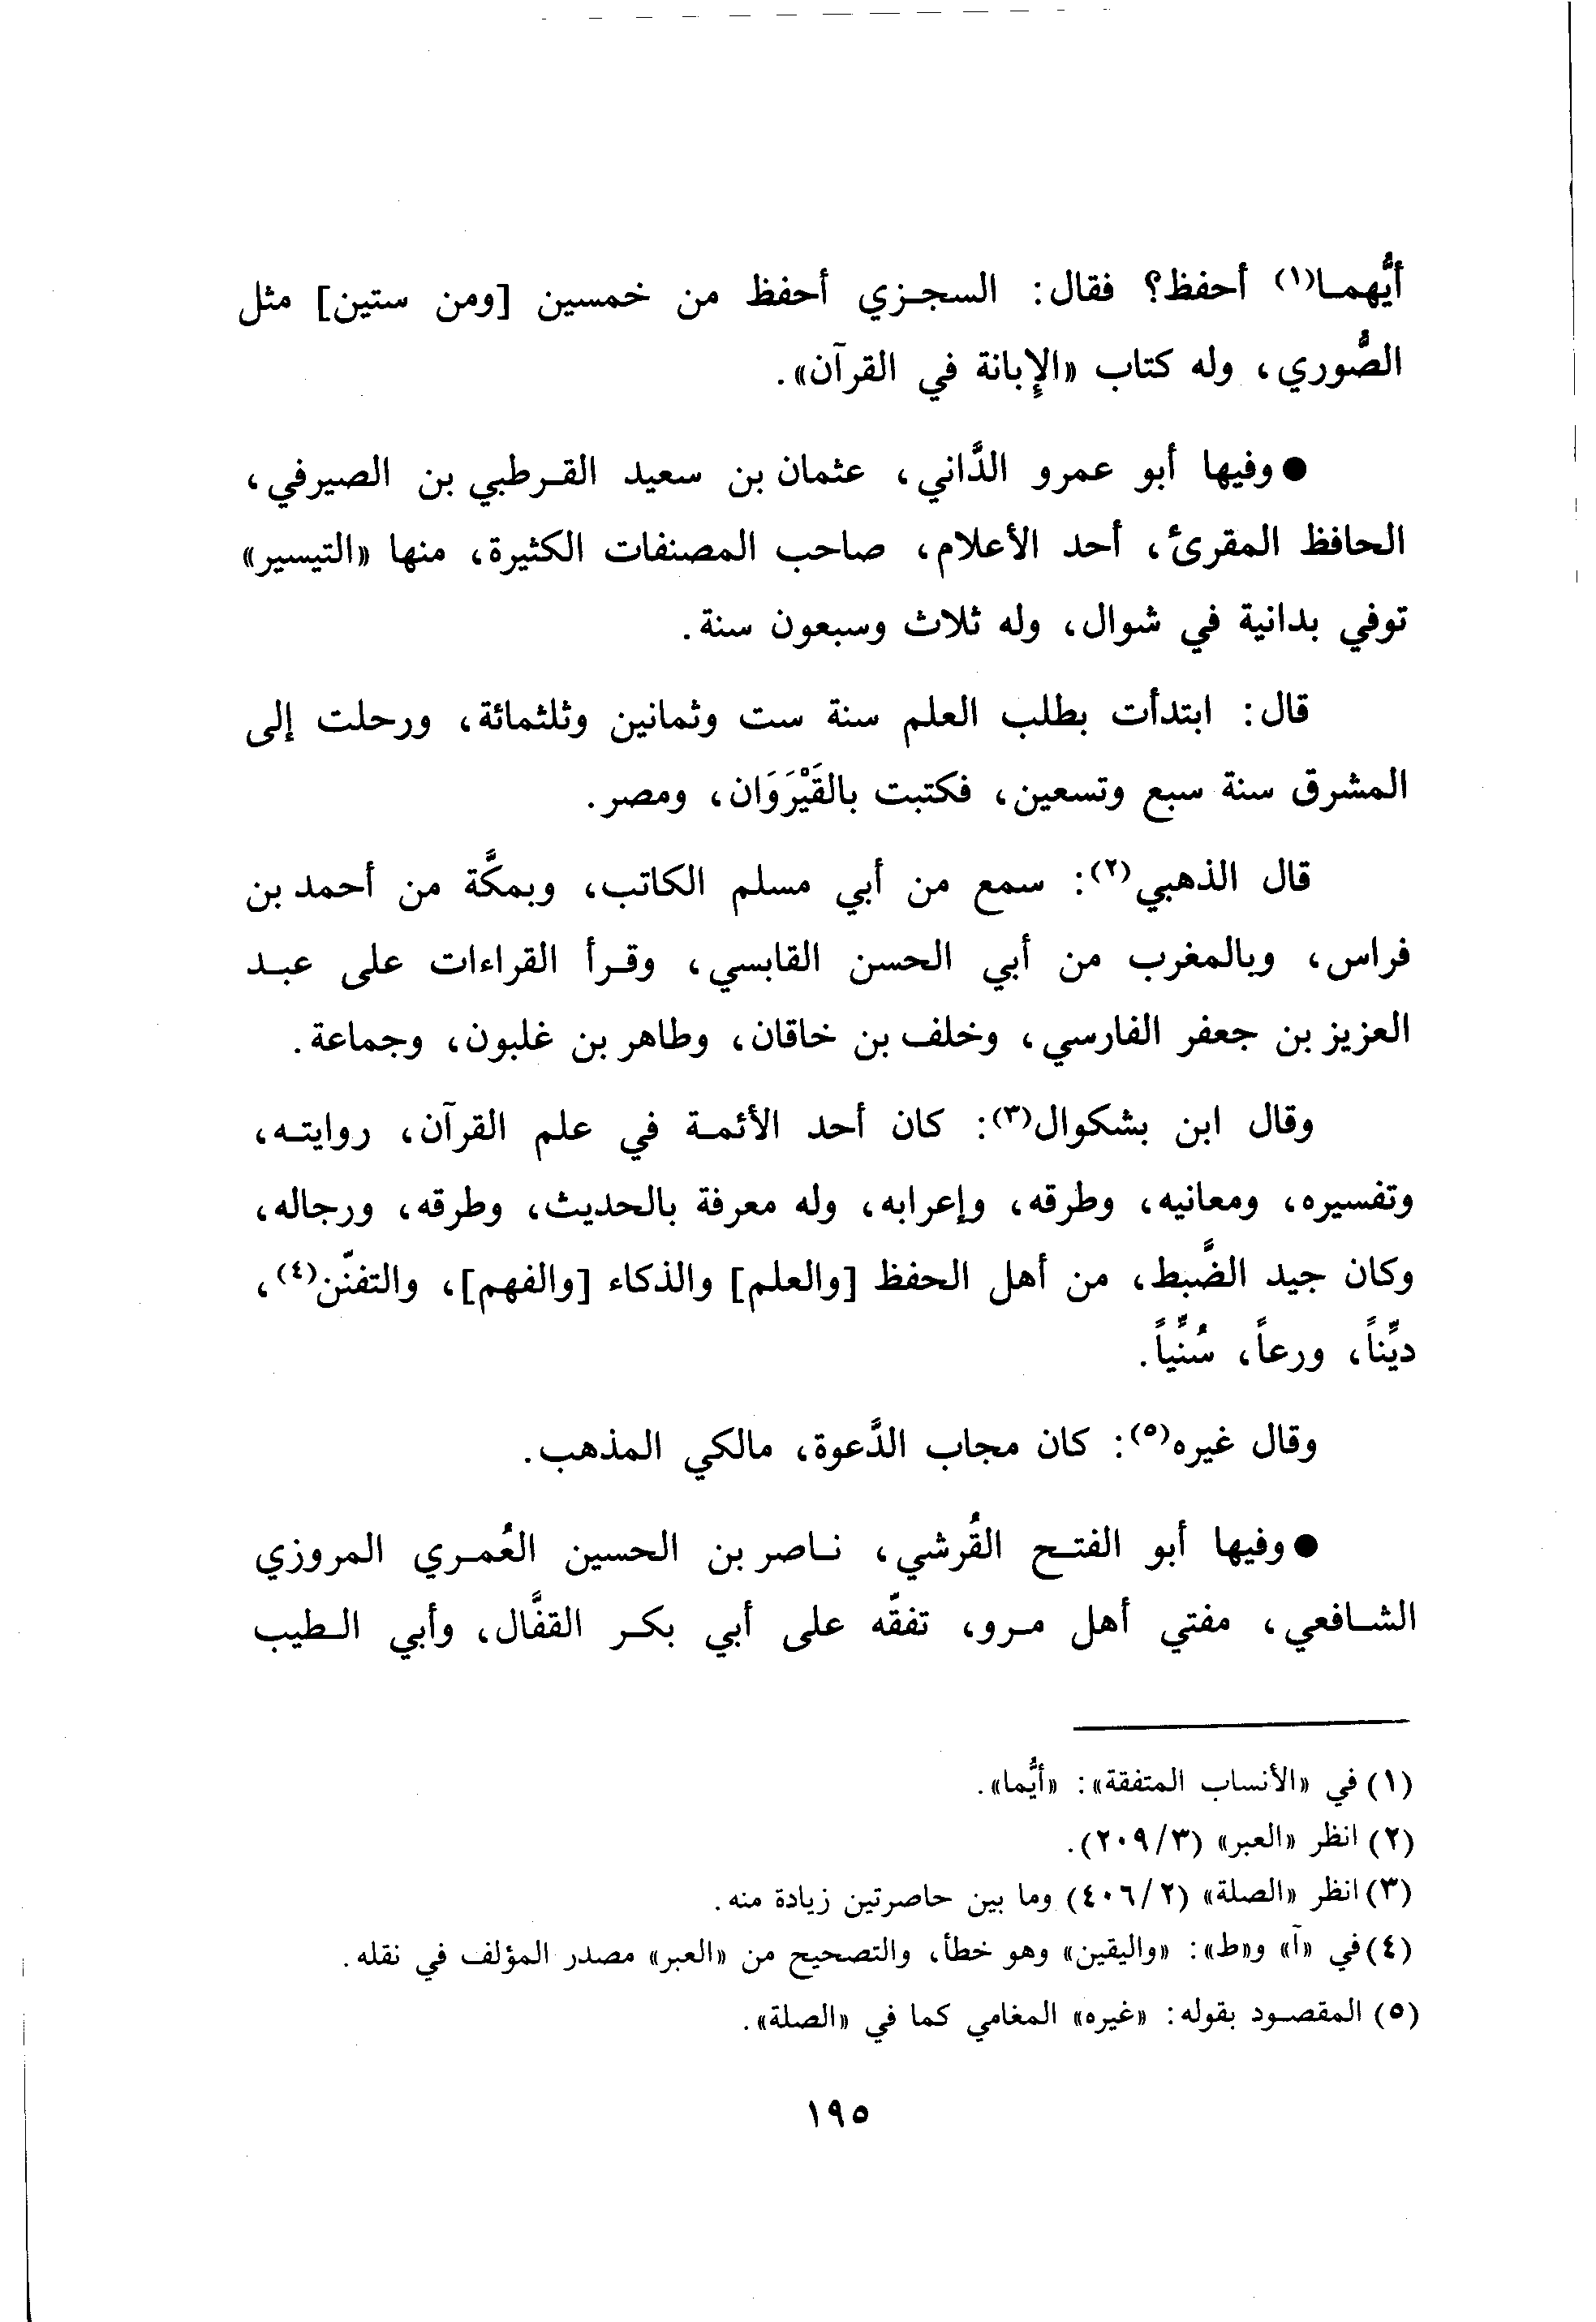 أيُّهما(١) أحفظ؟ فقال: السجزي أحفظ من خمسين [ومن ستين] مثل
الصُّوري، وله كتاب «الإِبانة في القرآن».
● وفيها أبو عمرو الدَّاني، عثمان بن سعيد القرطبي بن الصيرفي،
الحافظ المقرىء، أحد الأعلام، صاحب المصنفات الكثيرة، منها «التيسير»
توفي بدانية في شوال، وله ثلاث وسبعون سنة.
قال: ابتدأت بطلب العلم سنة ست وثمانين وثلثمائة، ورحلت إلى
المشرق سنة سبع وتسعين، فكتبت بالقَيْرَوَان، ومصر.
قال الذهبي(٢): سمع من أبي مسلم الكاتب، وبمكَّة من أحمد بن
فراس، وبالمغرب من أبي الحسن القابسي، وقرأ القراءات على عبد
العزيز بن جعفر الفارسي، وخلف بن خاقان، وطاهر بن غلبون، وجماعة.
وقال ابن بشكوال(٣): كان أحد الأئمة في علم القرآن، روايته،
وتفسيره، ومعانيه، وطرقه، وإعرابه، وله معرفة بالحديث، وطرقه، ورجاله،
وكان جيد الضَّبط، من أهل الحفظ [والعلم] والذكاء [والفهم]، والتفنّن(٤)،
ديِّناً، ورعاً، سُنِّياً.
وقال غيره(٥): كان مجاب الدَّعوة، مالكي المذهب.
● وفيها أبو الفتح القُرشي، ناصر بن الحسين العُمري المروزي
الشافعي، مفتي أهل مرو، تفقّه على أبي بكر القفَّال، وأبي الطيب
(١) في «الأنساب المتفقة»: «أيُّما».
(٢) انظر «العبر» (٢٠٩/٣).
(٣) انظر «الصلة» (٤٠٦/٢) وما بين حاصرتين زيادة منه.
(٤) في «آ» و«ط»: «واليقين» وهو خطأ، والتصحيح من «العبر» مصدر المؤلف في نقله.
(٥) المقصود بقوله: «غيره» المغامي كما في «الصلة».
١٩٥